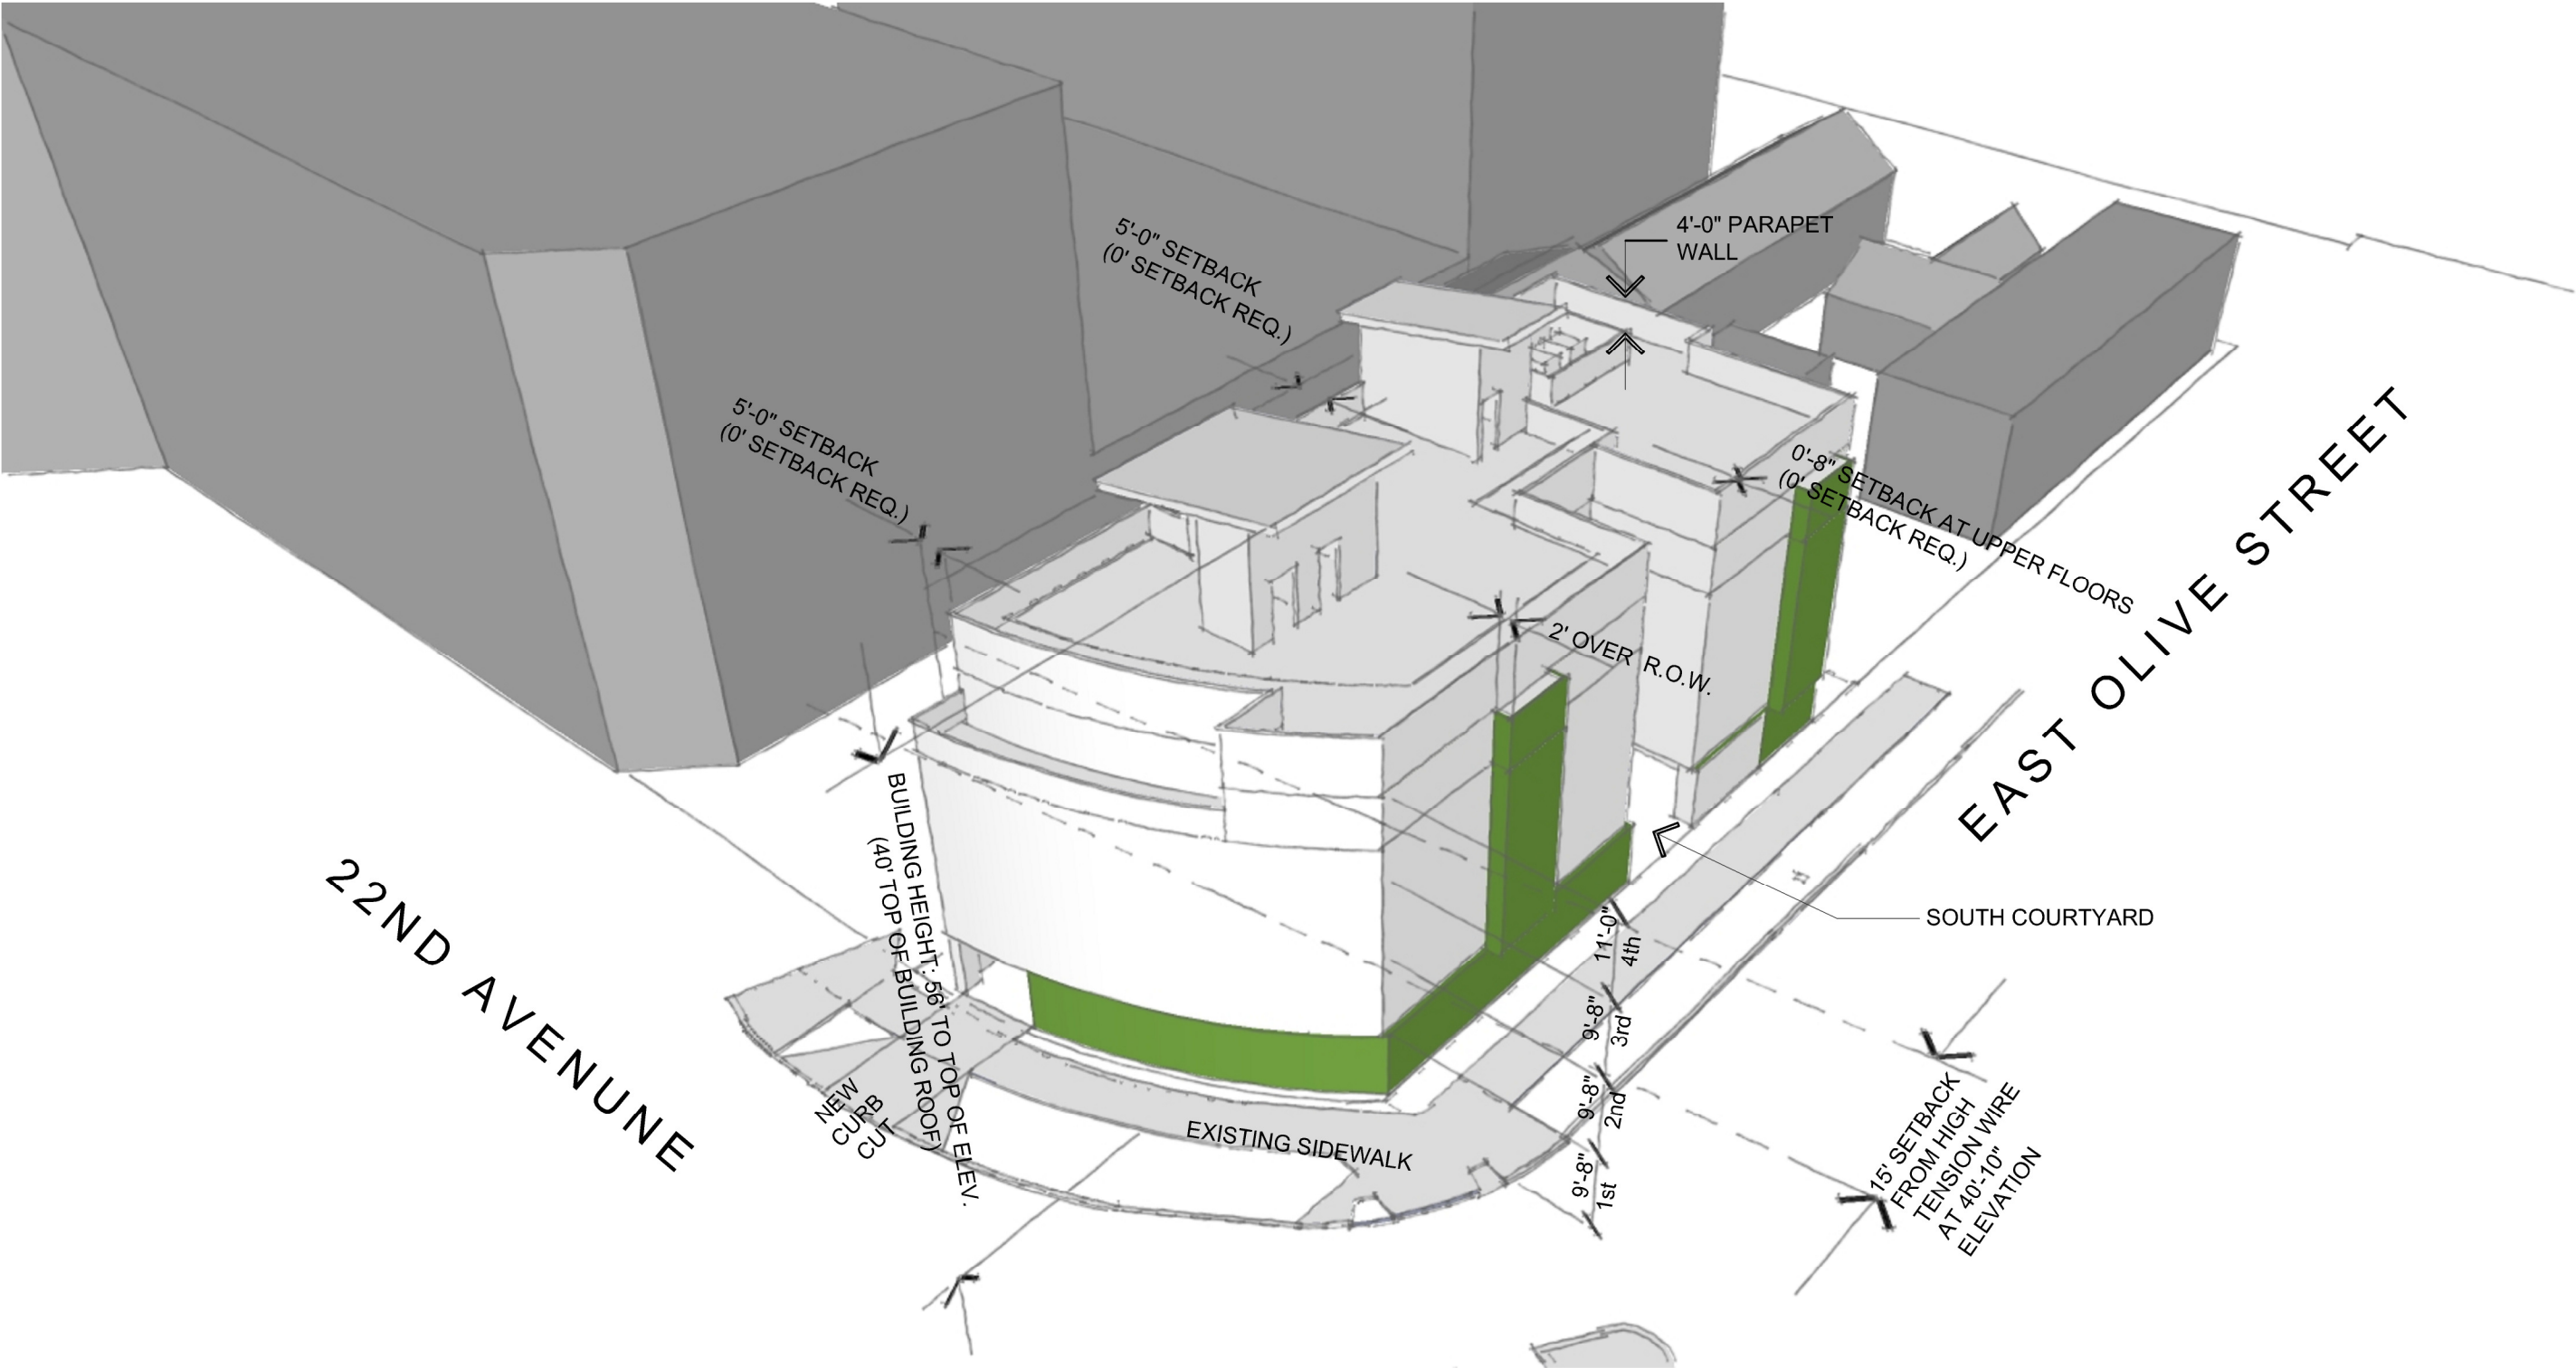 4'-0" PARAPET
WALL
5'-0" SETBACK
(0' SETBACK REQ.)
5'-0" SETBACK
(0' SETBACK REQ.)
0'-8" SETBACK AT UPPER FLOORS
(0' SETBACK REQ.)
2' OVER R.O.W.
EAST OLIVE STREET
SOUTH COURTYARD
BUILDING HEIGHT: 56' TO TOP OF ELEV.
(40' TOP OF BUILDING ROOF)
22ND AVENUNE
11'-0"
4th
9'-8"
3rd
9'-8"
2nd
9'-8"
1st
NEW
CURB
CUT
EXISTING SIDEWALK
15' SETBACK
FROM HIGH
TENSION WIRE
AT 40'-10"
ELEVATION